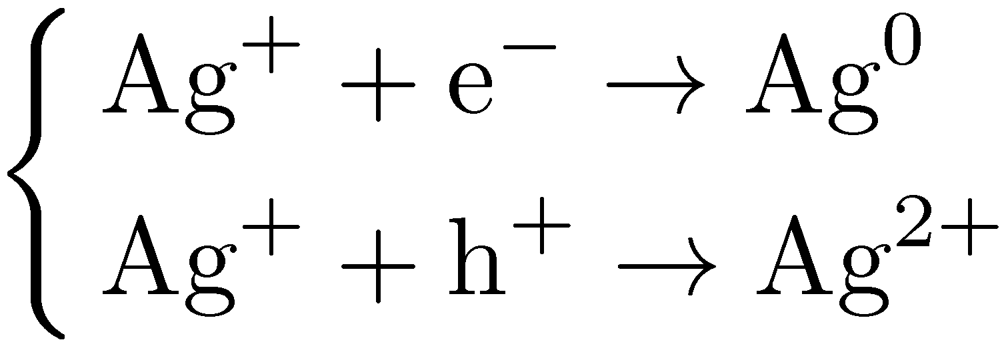 Ag⁺ + e⁻ → Ag⁰
Ag⁺ + h⁺ → Ag²⁺